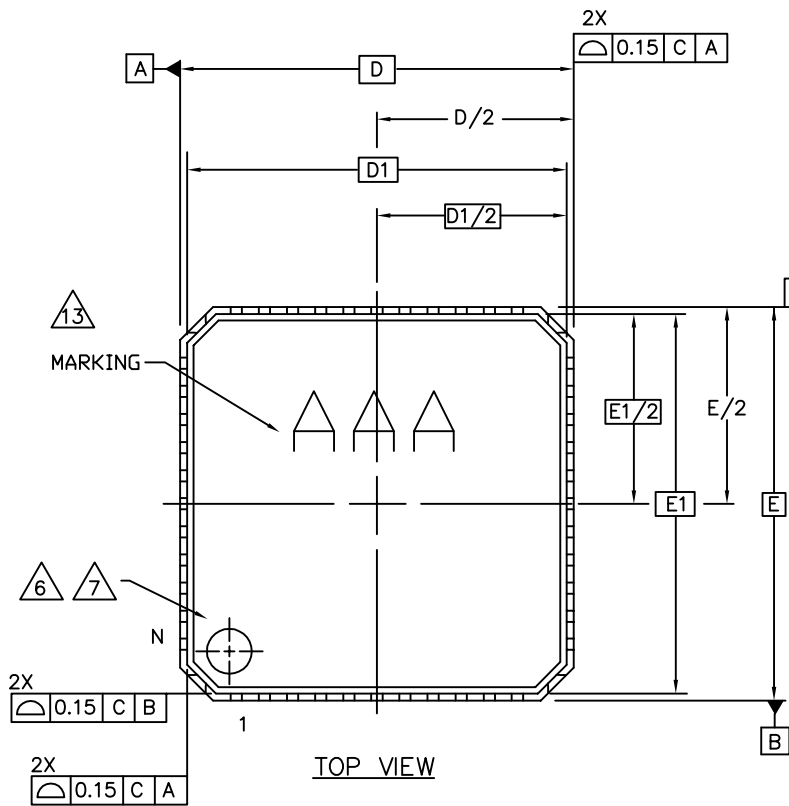 2X
0.15 C A
A
D
D/2
D1
D1/2
13
MARKING
AAA
E1/2
E/2
E1
E
6 7
N
2X
0.15 C B
1
B
2X
0.15 C A
TOP VIEW